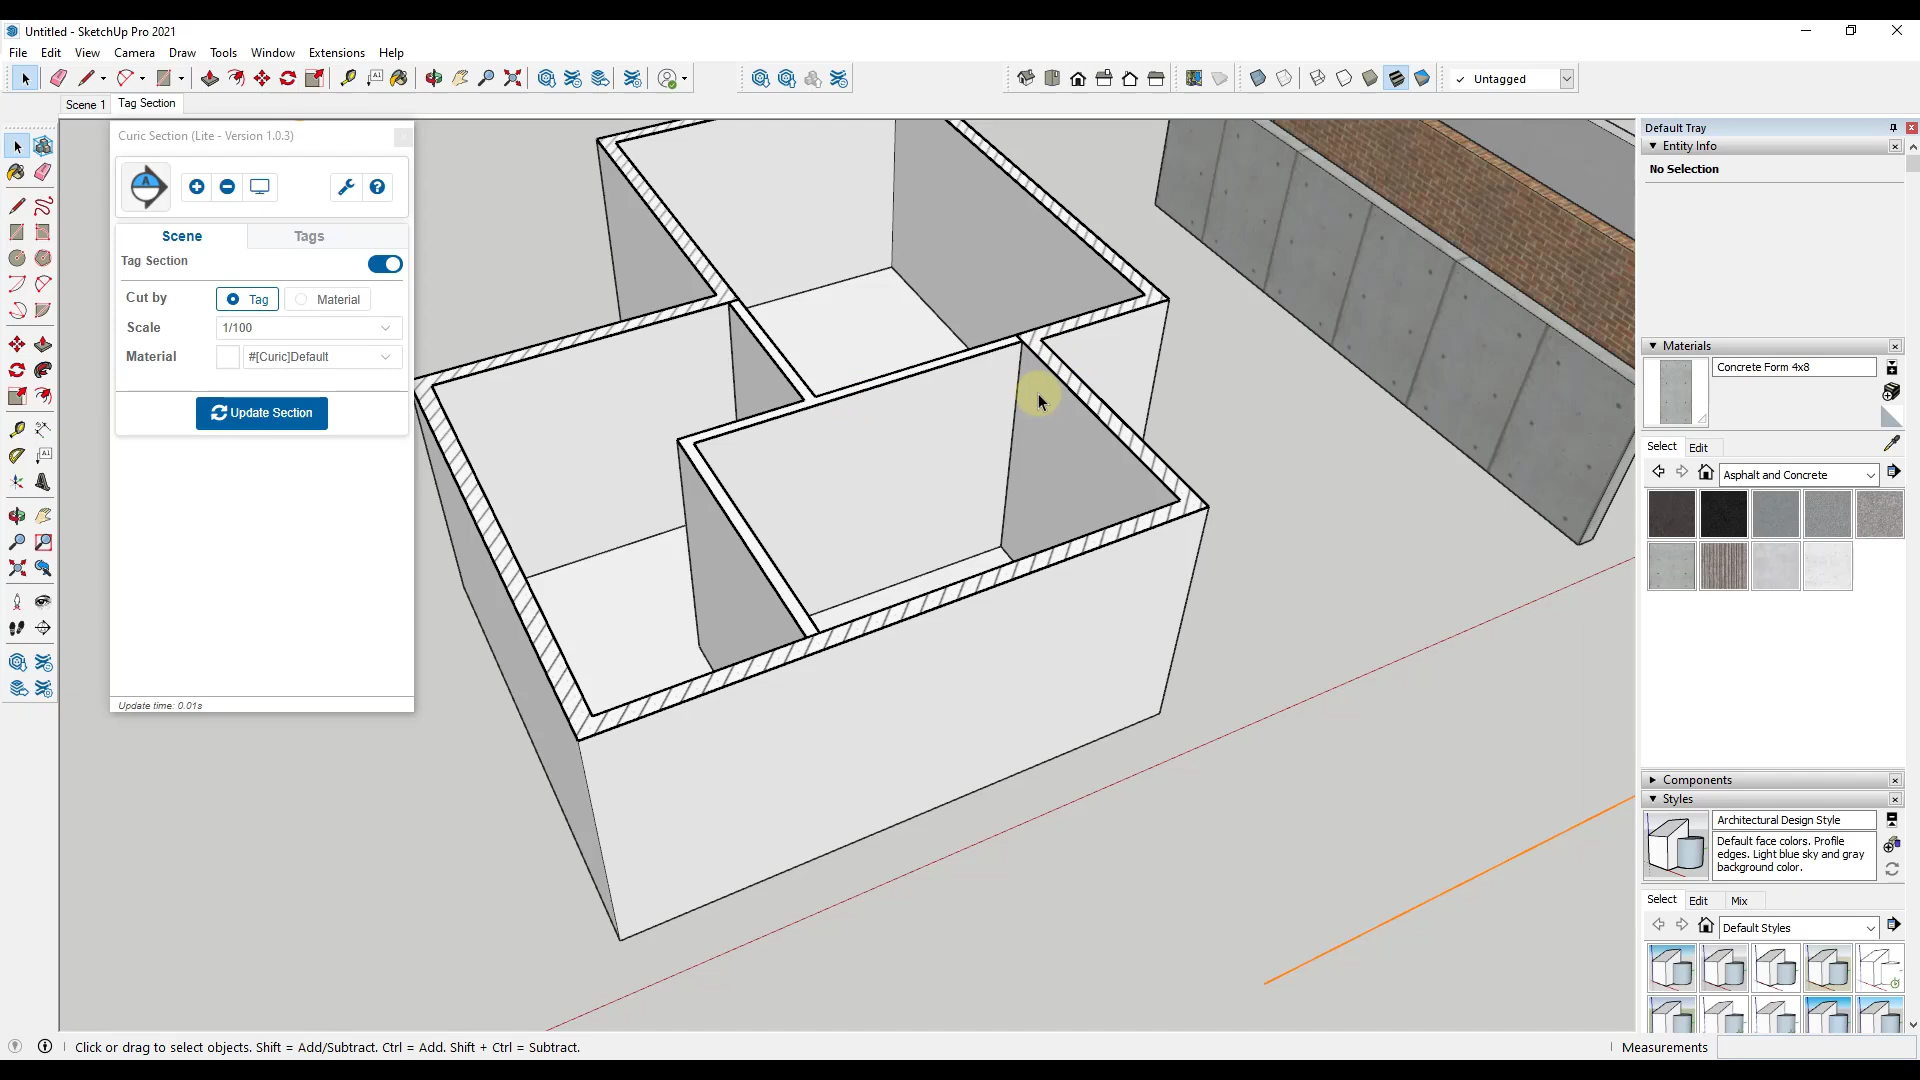 Untitled - SketchUp Pro 2021
File Edit View Camera Draw Tools Window Extensions Help
A1
Untagged
Scene 1 Tag Section
Curic Section (Lite - Version 1.0.3)
A
Scene Tags
Tag Section
Cut by Tag Material
Scale 1/100
Material #[Curic]Default
Update Section
Update time: 0.01s
A1
Default Tray
Entity Info
No Selection
Materials
Concrete Form 4x8
Select Edit
Asphalt and Concrete
Components
Styles
Architectural Design Style
Default face colors. Profile
edges. Light blue sky and gray
background color.
Select Edit Mix
Default Styles
Click or drag to select objects. Shift = Add/Subtract. Ctrl = Add. Shift + Ctrl = Subtract.
Measurements